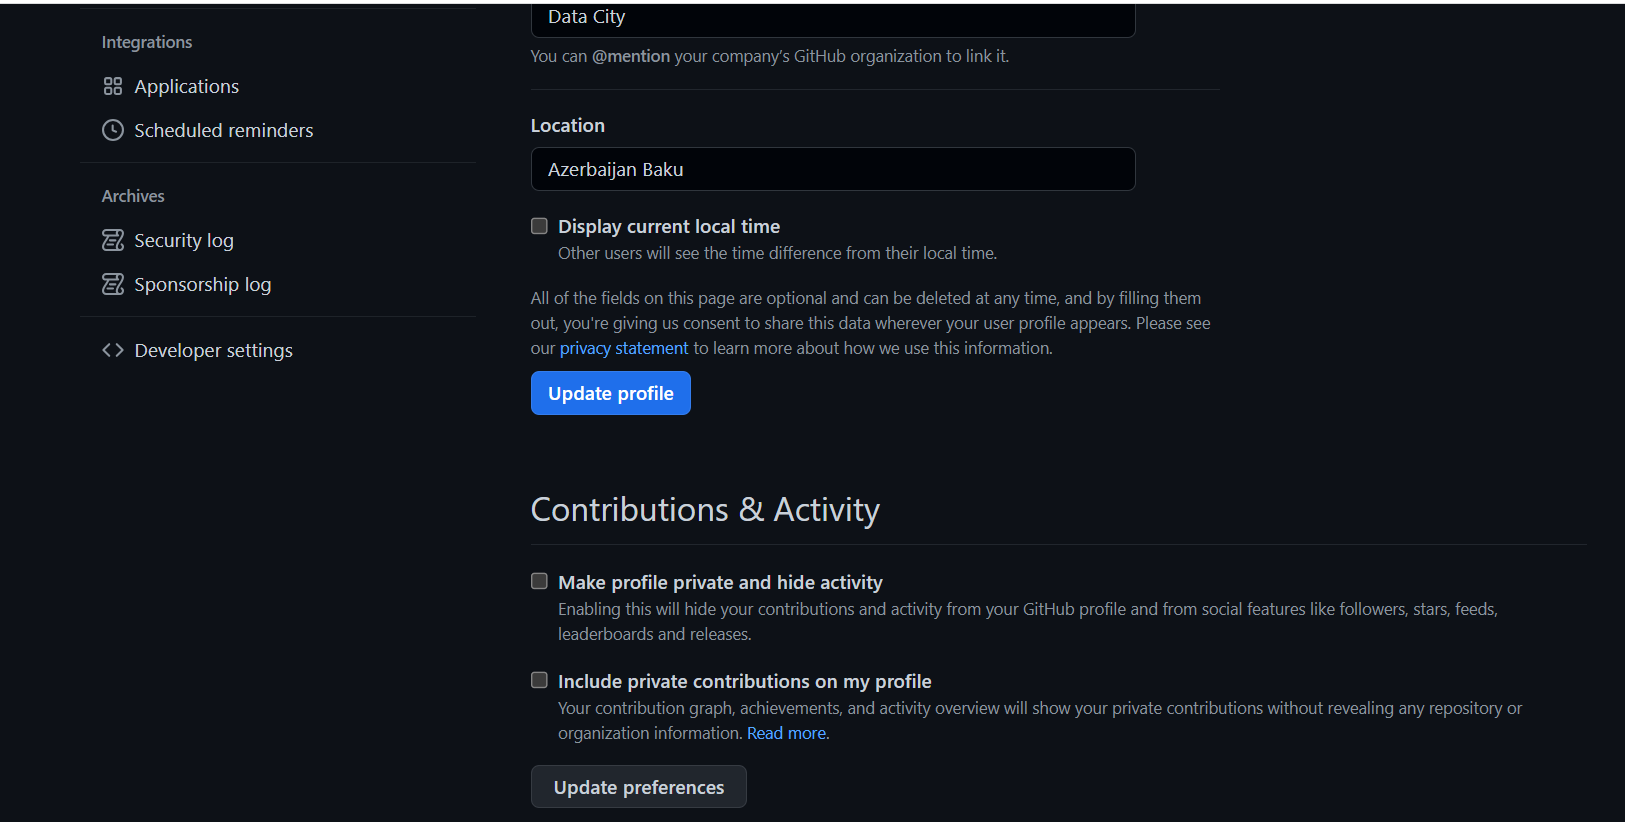 Integrations
Applications
Scheduled reminders
Archives
Security log
Sponsorship log
Developer settings
Data City
You can @mention your company's GitHub organization to link it.
Location
Azerbaijan Baku
Display current local time
Other users will see the time difference from their local time.
All of the fields on this page are optional and can be deleted at any time, and by filling them
out, you're giving us consent to share this data wherever your user profile appears. Please see
our privacy statement to learn more about how we use this information.
Update profile
Contributions & Activity
Make profile private and hide activity
Enabling this will hide your contributions and activity from your GitHub profile and from social features like followers, stars, feeds,
leaderboards and releases.
Include private contributions on my profile
Your contribution graph, achievements, and activity overview will show your private contributions without revealing any repository or
organization information. Read more.
Update preferences